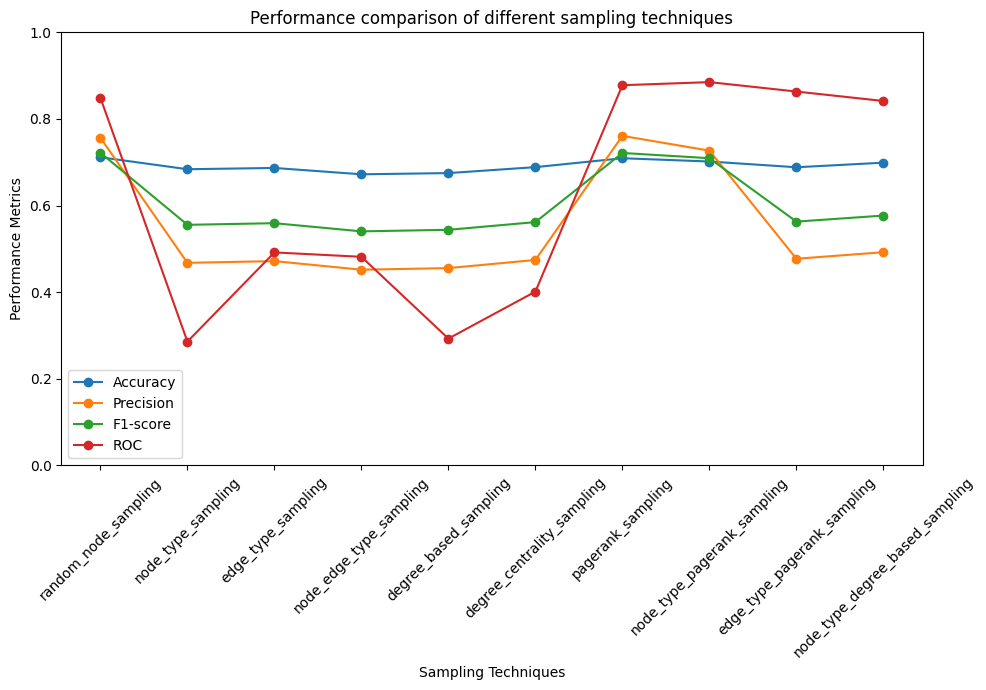 Performance comparison of different sampling techniques
1.0
0.8
0.6
0.4
0.2
0.0
Performance Metrics
Accuracy
Precision
F1-score
ROC
random_node_sampling
node_type_sampling
edge_type_sampling
node_edge_type_sampling
degree_based_sampling
degree_centrality_sampling
pagerank_sampling
node_type_pagerank_sampling
edge_type_pagerank_sampling
node_type_degree_based_sampling
Sampling Techniques